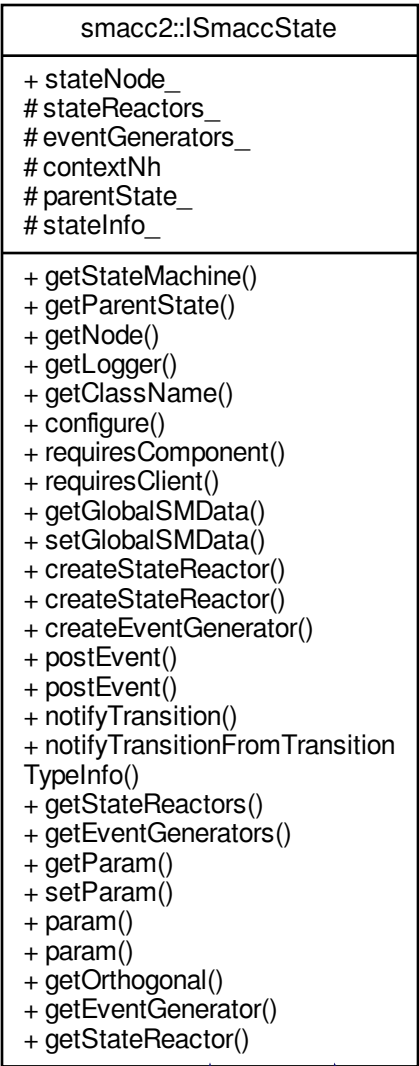 smacc2::ISmaccState
+ stateNode_
# stateReactors_
# eventGenerators_
# contextNh
# parentState_
# stateInfo_
+ getStateMachine()
+ getParentState()
+ getNode()
+ getLogger()
+ getClassName()
+ configure()
+ requiresComponent()
+ requiresClient()
+ getGlobalSMData()
+ setGlobalSMData()
+ createStateReactor()
+ createStateReactor()
+ createEventGenerator()
+ postEvent()
+ postEvent()
+ notifyTransition()
+ notifyTransitionFromTransition
TypeInfo()
+ getStateReactors()
+ getEventGenerators()
+ getParam()
+ setParam()
+ param()
+ param()
+ getOrthogonal()
+ getEventGenerator()
+ getStateReactor()